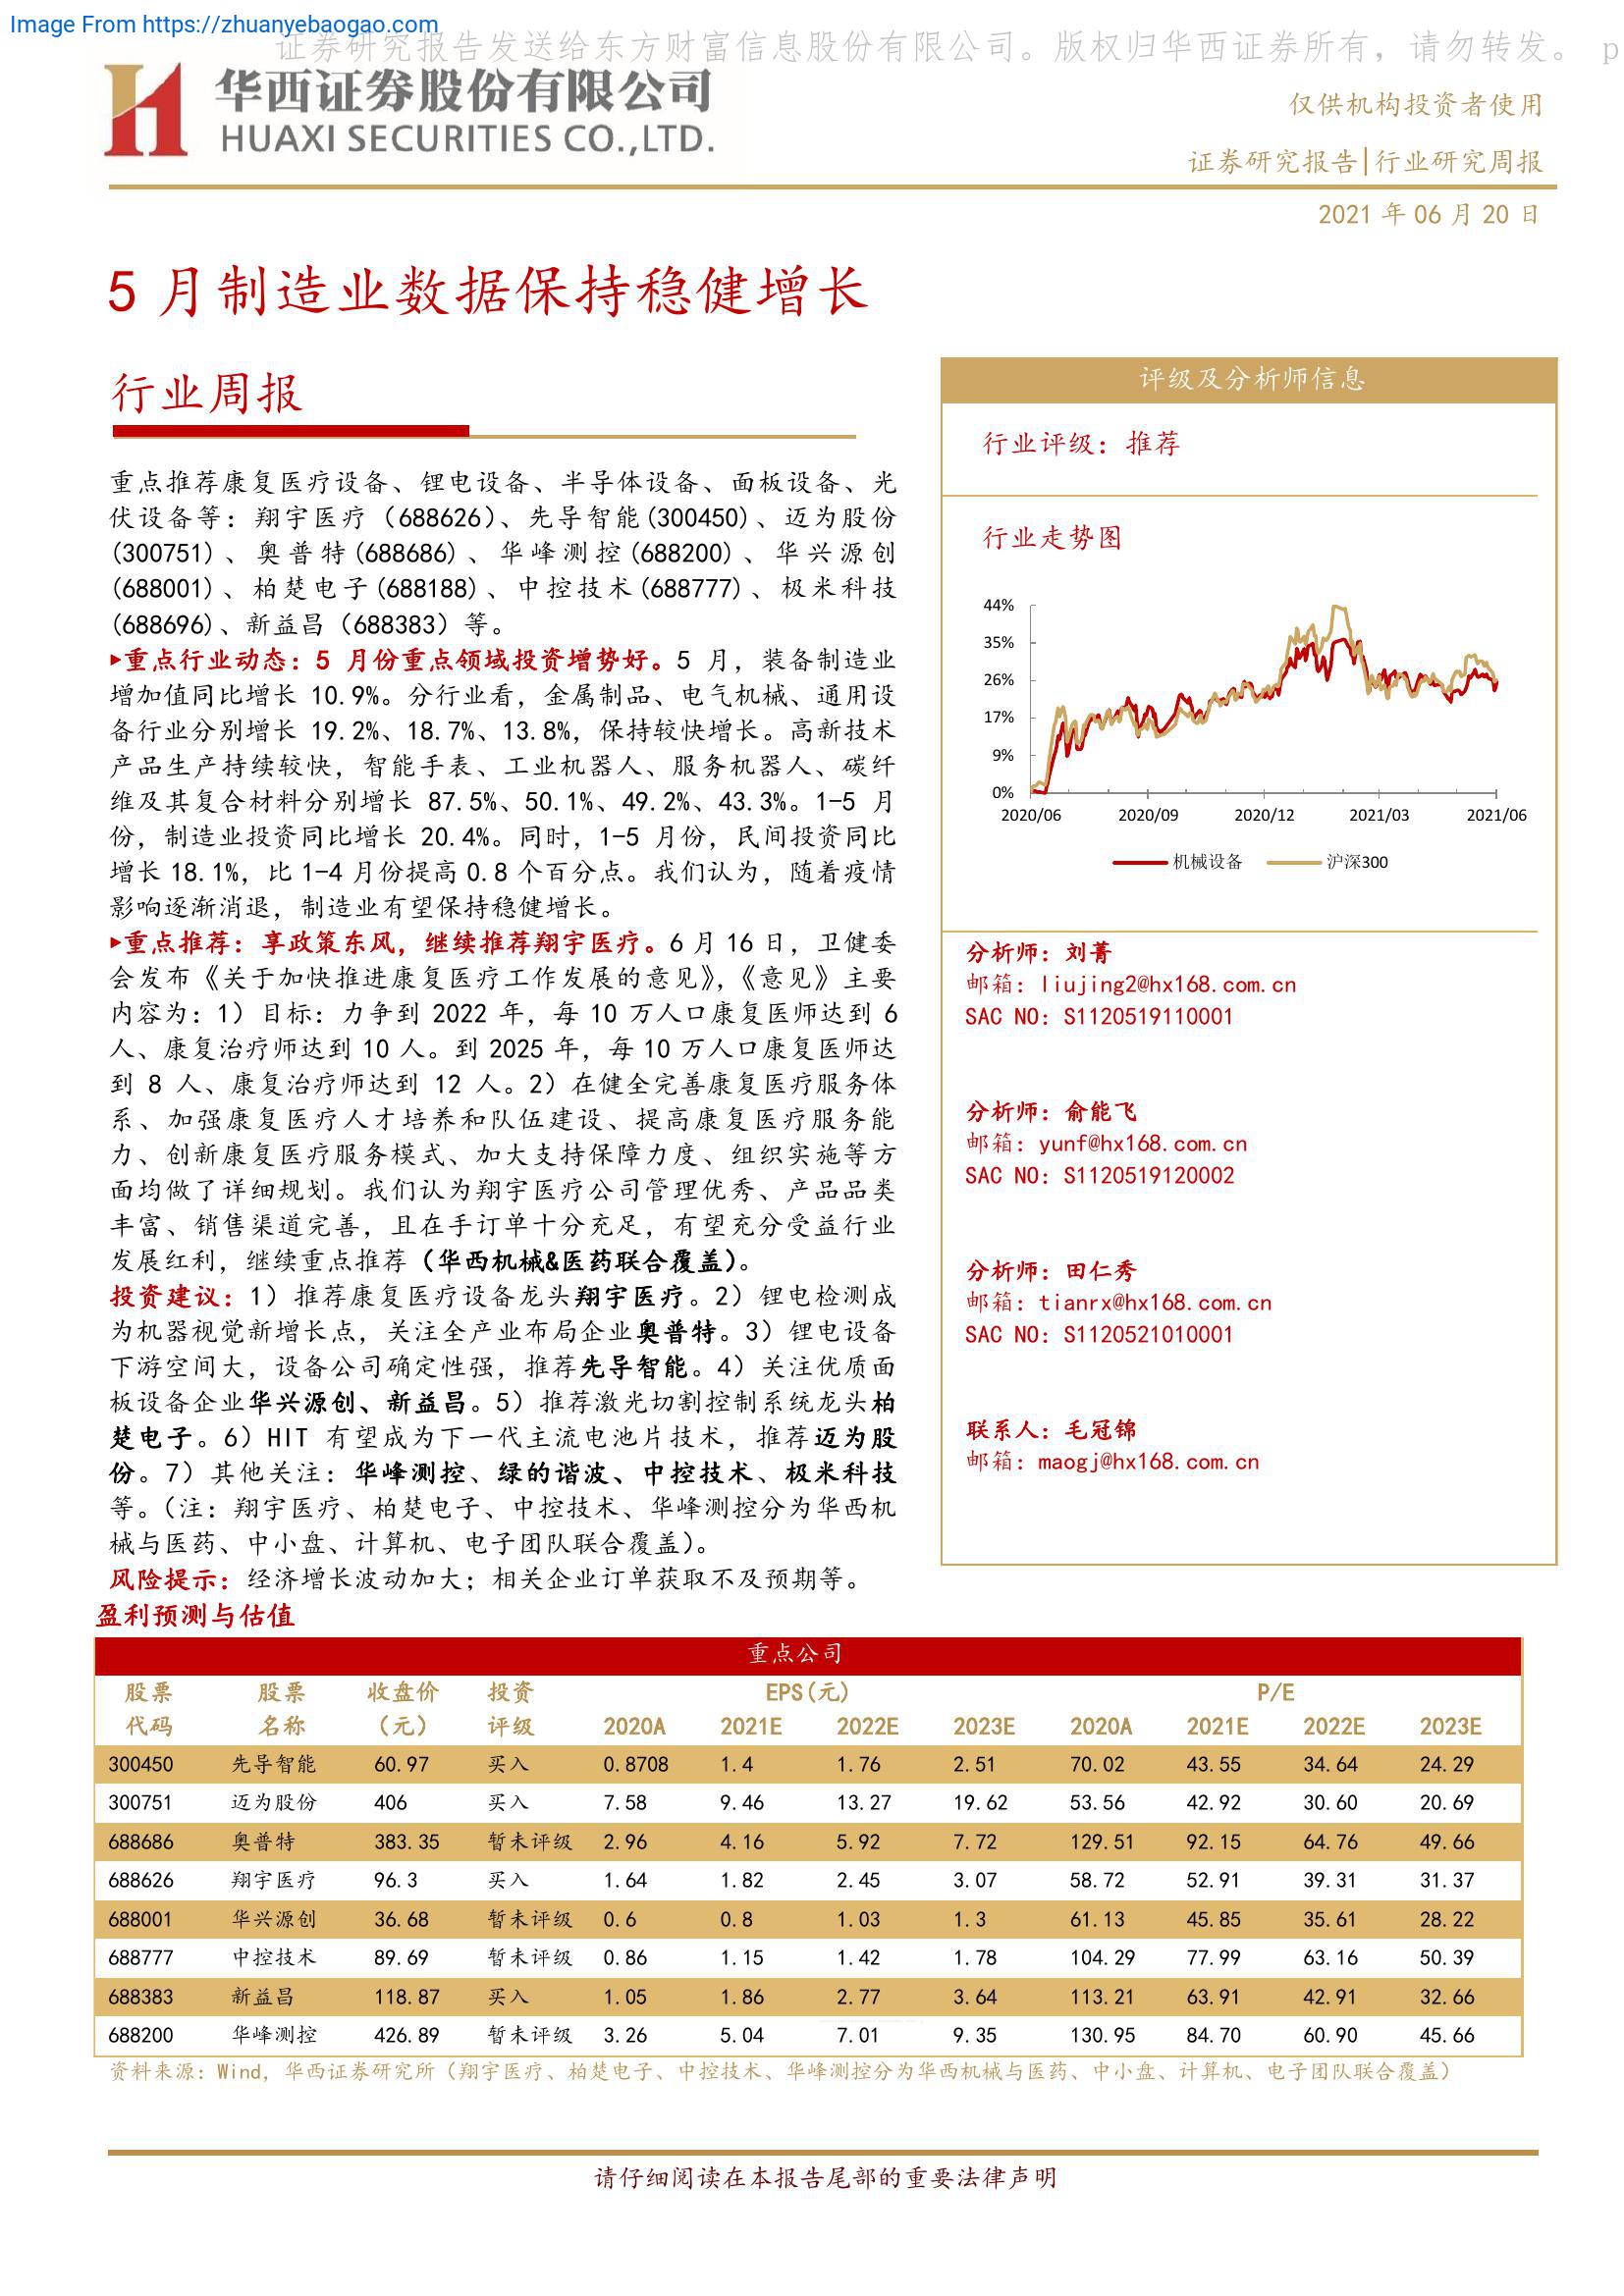 Image From https://zhuanyebaogao.com
证券研究报告发送给东方财富信息股份有限公司。版权归华西证券所有，请勿转发。 p
华西证券股份有限公司
HUAXI SECURITIES CO.,LTD.
仅供机构投资者使用
证券研究报告|行业研究周报
2021 年 06 月 20 日
5 月制造业数据保持稳健增长
行业周报
重点推荐康复医疗设备、锂电设备、半导体设备、面板设备、光
伏设备等：翔宇医疗（688626）、先导智能(300450)、迈为股份
(300751)、奥普特(688686)、华峰测控(688200)、华兴源创
(688001)、柏楚电子(688188)、中控技术(688777)、极米科技
(688696)、新益昌（688383）等。
▶重点行业动态：5 月份重点领域投资增势好。5 月，装备制造业
增加值同比增长 10.9%。分行业看，金属制品、电气机械、通用设
备行业分别增长 19.2%、18.7%、13.8%，保持较快增长。高新技术
产品生产持续较快，智能手表、工业机器人、服务机器人、碳纤
维及其复合材料分别增长 87.5%、50.1%、49.2%、43.3%。1-5 月
份，制造业投资同比增长 20.4%。同时，1-5 月份，民间投资同比
增长 18.1%，比 1-4 月份提高 0.8 个百分点。我们认为，随着疫情
影响逐渐消退，制造业有望保持稳健增长。
▶重点推荐：享政策东风，继续推荐翔宇医疗。6 月 16 日，卫健委
会发布《关于加快推进康复医疗工作发展的意见》，《意见》主要
内容为：1）目标：力争到 2022 年，每 10 万人口康复医师达到 6
人、康复治疗师达到 10 人。到 2025 年，每 10 万人口康复医师达
到 8 人、康复治疗师达到 12 人。2）在健全完善康复医疗服务体
系、加强康复医疗人才培养和队伍建设、提高康复医疗服务能
力、创新康复医疗服务模式、加大支持保障力度、组织实施等方
面均做了详细规划。我们认为翔宇医疗公司管理优秀、产品品类
丰富、销售渠道完善，且在手订单十分充足，有望充分受益行业
发展红利，继续重点推荐（华西机械&医药联合覆盖）。
投资建议：1）推荐康复医疗设备龙头翔宇医疗。2）锂电检测成
为机器视觉新增长点，关注全产业布局企业奥普特。3）锂电设备
下游空间大，设备公司确定性强，推荐先导智能。4）关注优质面
板设备企业华兴源创、新益昌。5）推荐激光切割控制系统龙头柏
楚电子。6）HIT 有望成为下一代主流电池片技术，推荐迈为股
份。7）其他关注：华峰测控、绿的谐波、中控技术、极米科技
等。（注：翔宇医疗、柏楚电子、中控技术、华峰测控分为华西机
械与医药、中小盘、计算机、电子团队联合覆盖）。
风险提示：经济增长波动加大；相关企业订单获取不及预期等。
评级及分析师信息
行业评级：推荐
行业走势图
44%
35%
26%
17%
9%
0%
2020/06 2020/09 2020/12 2021/03 2021/06
机械设备 沪深300
分析师：刘菁
邮箱：liujing2@hx168.com.cn
SAC NO：S1120519110001
分析师：俞能飞
邮箱：yunf@hx168.com.cn
SAC NO：S1120519120002
分析师：田仁秀
邮箱：tianrx@hx168.com.cn
SAC NO：S1120521010001
联系人：毛冠锦
邮箱：maogj@hx168.com.cn
盈利预测与估值
重点公司
股票 股票 收盘价 投资 EPS(元) P/E
代码 名称 （元） 评级 2020A 2021E 2022E 2023E 2020A 2021E 2022E 2023E
300450 先导智能 60.97 买入 0.8708 1.4 1.76 2.51 70.02 43.55 34.64 24.29
300751 迈为股份 406 买入 7.58 9.46 13.27 19.62 53.56 42.92 30.60 20.69
688686 奥普特 383.35 暂未评级 2.96 4.16 5.92 7.72 129.51 92.15 64.76 49.66
688626 翔宇医疗 96.3 买入 1.64 1.82 2.45 3.07 58.72 52.91 39.31 31.37
688001 华兴源创 36.68 暂未评级 0.6 0.8 1.03 1.3 61.13 45.85 35.61 28.22
688777 中控技术 89.69 暂未评级 0.86 1.15 1.42 1.78 104.29 77.99 63.16 50.39
688383 新益昌 118.87 买入 1.05 1.86 2.77 3.64 113.21 63.91 42.91 32.66
688200 华峰测控 426.89 暂未评级 3.26 5.04 7.01 9.35 130.95 84.70 60.90 45.66
资料来源：Wind，华西证券研究所（翔宇医疗、柏楚电子、中控技术、华峰测控分为华西机械与医药、中小盘、计算机、电子团队联合覆盖）
请仔细阅读在本报告尾部的重要法律声明